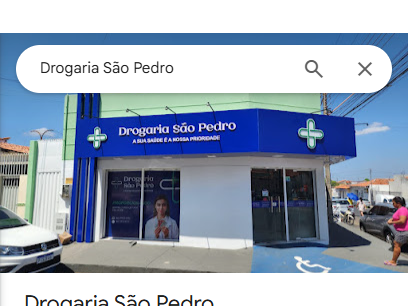 Drogaria São Pedro
Drogaria São Pedro
A SUA SAÚDE É A NOSSA PRIORIDADE
Drogaria
São Pedro
Drogaria São Pedro